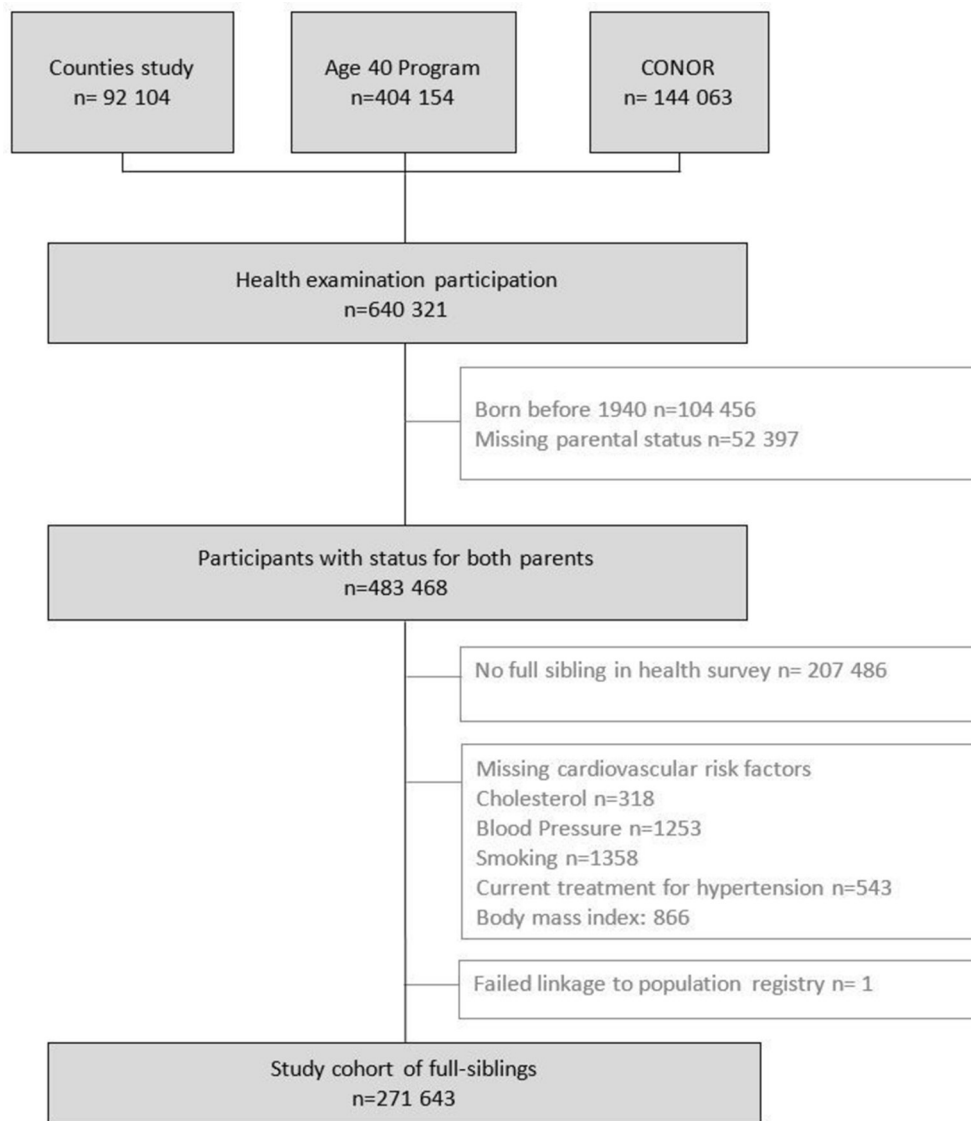 Counties study
n= 92 104
Age 40 Program
n=404 154
CONOR
n= 144 063
Health examination participation
n=640 321
Born before 1940 n=104 456
Missing parental status n=52 397
Participants with status for both parents
n=483 468
No full sibling in health survey n= 207 486
Missing cardiovascular risk factors
Cholesterol n=318
Blood Pressure n=1253
Smoking n=1358
Current treatment for hypertension n=543
Body mass index: 866
Failed linkage to population registry n= 1
Study cohort of full-siblings
n=271 643